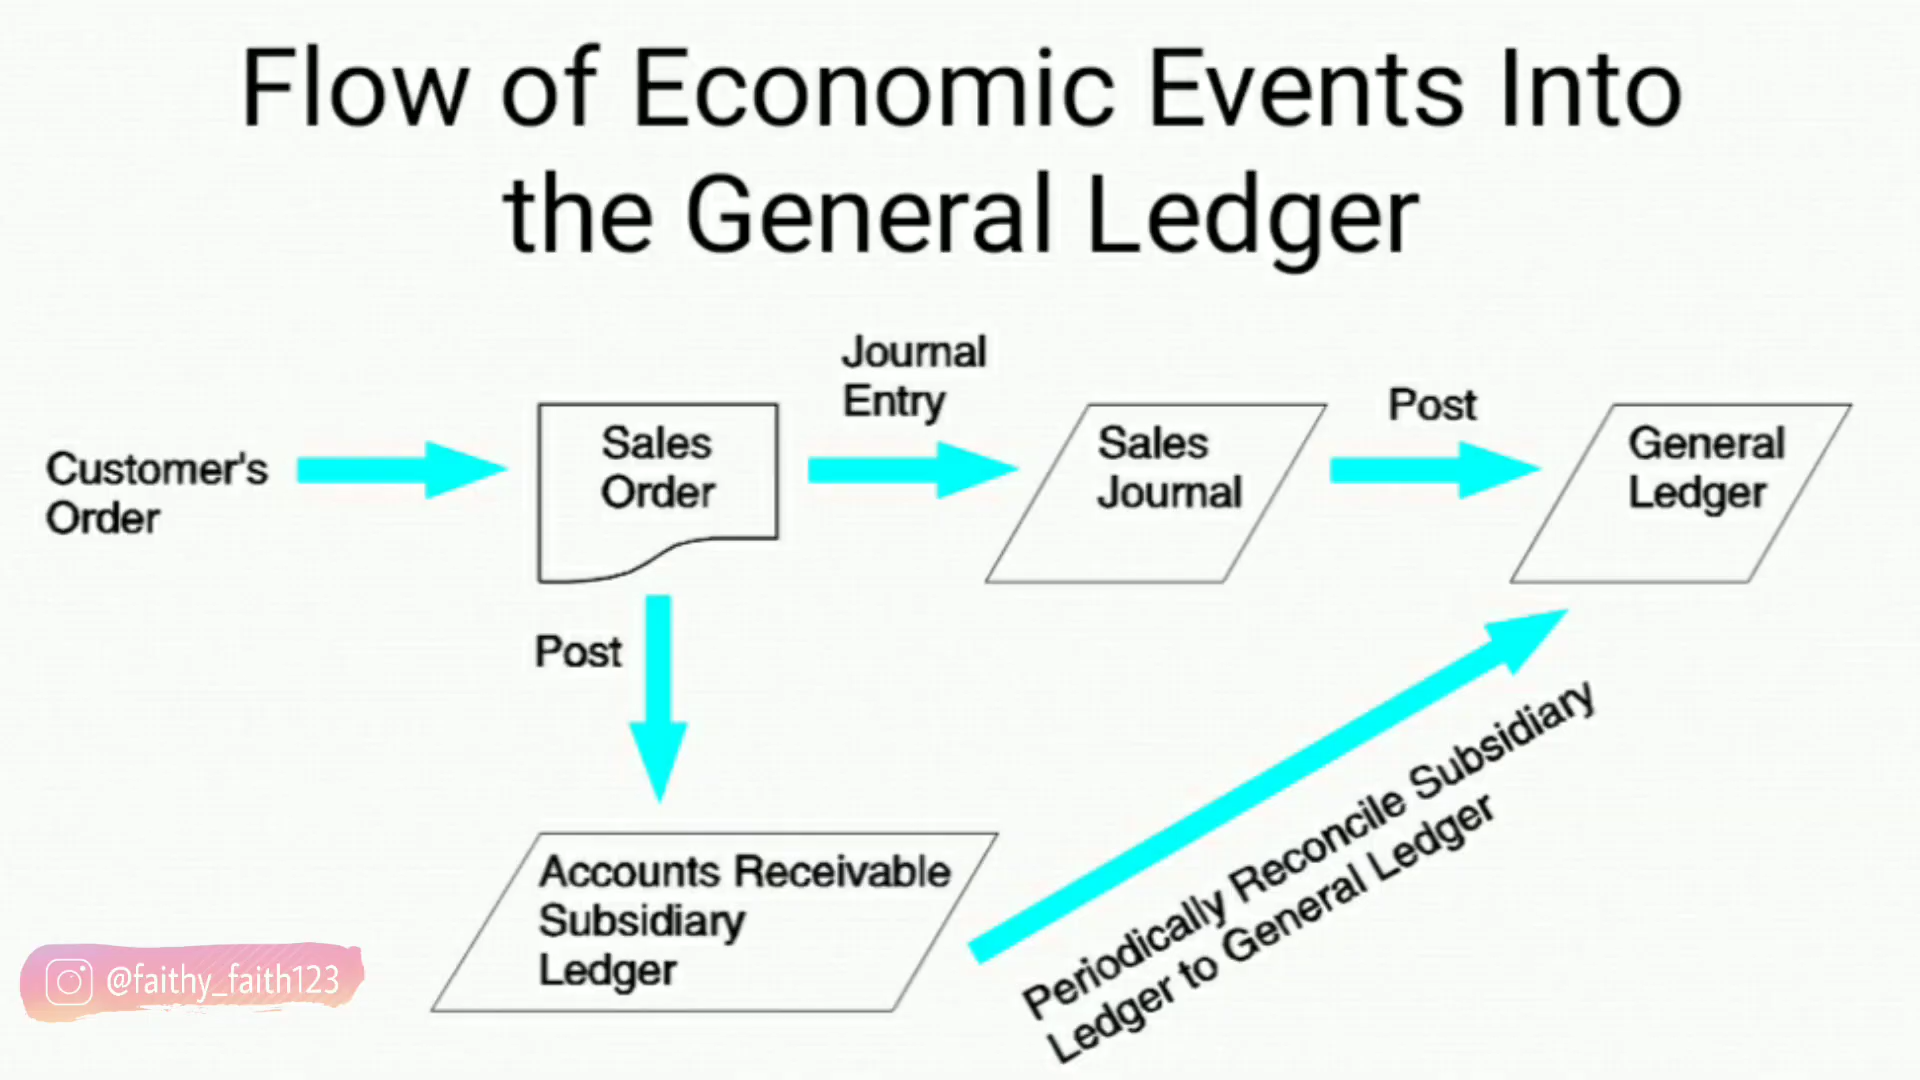 Flow of Economic Events Into
the General Ledger
Customer's
Order
Sales
Order
Journal
Entry
Sales
Journal
Post
General
Ledger
Post
Accounts Receivable
Subsidiary
Ledger
Periodically Reconcile Subsidiary
Ledger to General Ledger
@faithy_faith123